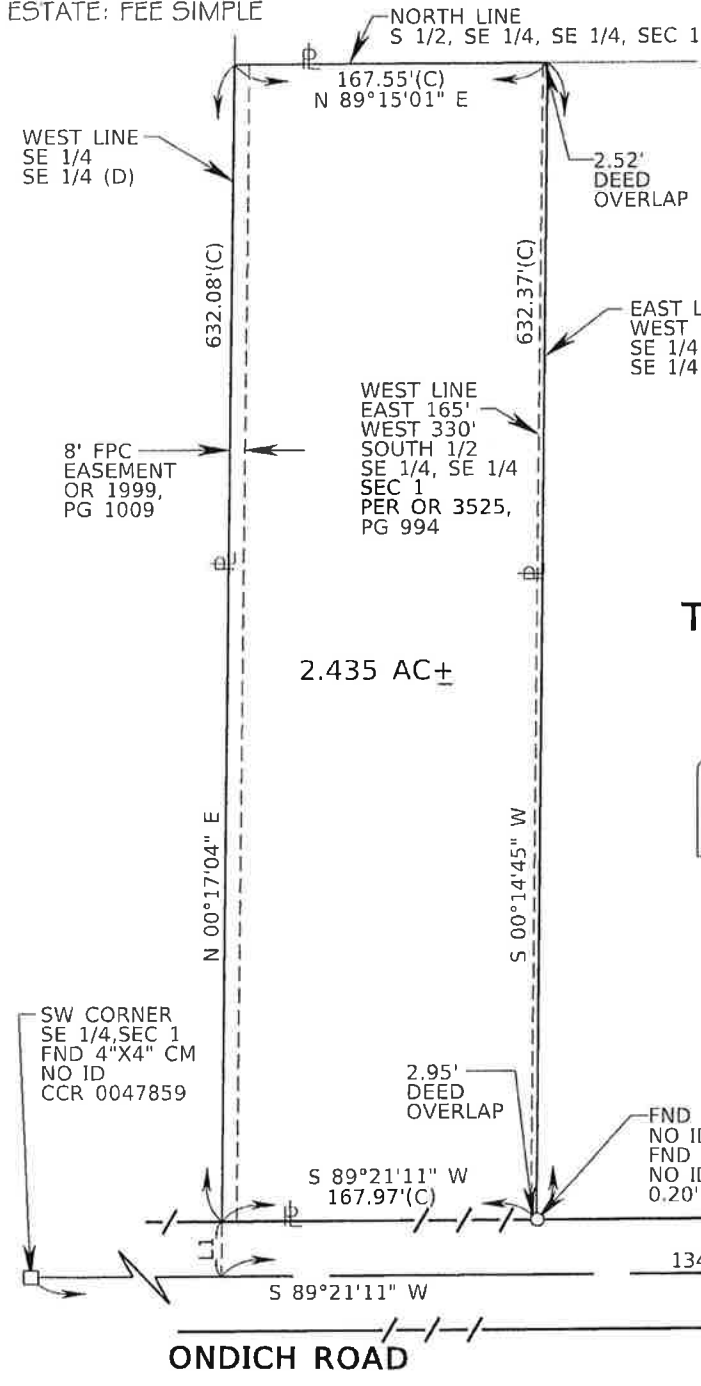 ESTATE: FEE SIMPLE
NORTH LINE
S 1/2, SE 1/4, SE 1/4, SEC 1
167.55'(C)
N 89°15'01" E
WEST LINE
SE 1/4
SE 1/4 (D)
2.52'
DEED
OVERLAP
632.08'(C)
632.37'(C)
EAST L
WEST
SE 1/4
SE 1/4
8' FPC
EASEMENT
OR 1999,
PG 1009
WEST LINE
EAST 165'
WEST 330'
SOUTH 1/2
SE 1/4, SE 1/4
SEC 1
PER OR 3525,
PG 994
T
2.435 AC±
N 00°17'04" E
S 00°14'45" W
SW CORNER
SE 1/4,SEC 1
FND 4"X4" CM
NO ID
CCR 0047859
2.95'
DEED
OVERLAP
FND
NO ID
FND
NO ID
0.20'
S 89°21'11" W
167.97'(C)
L1
134
S 89°21'11" W
ONDICH ROAD